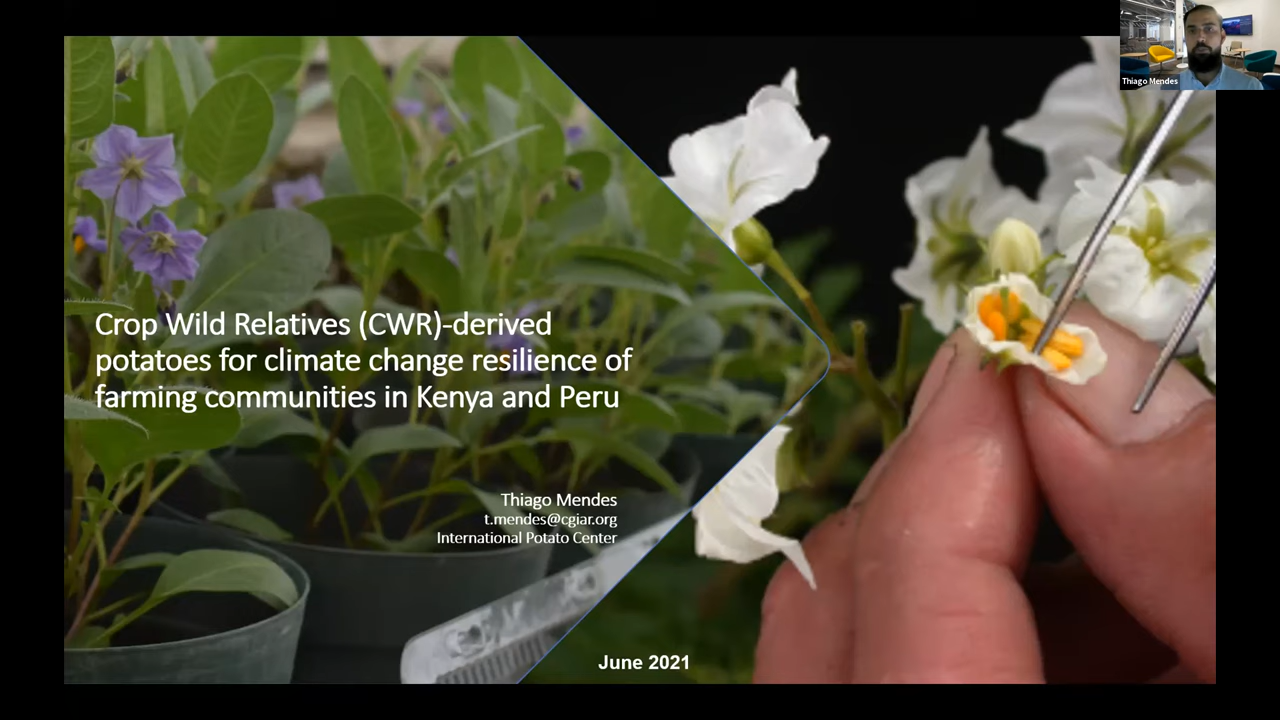 Thiago Mendes
Crop Wild Relatives (CWR)-derived
potatoes for climate change resilience of
farming communities in Kenya and Peru
Thiago Mendes
t.mendes@cgiar.org
International Potato Center
June 2021